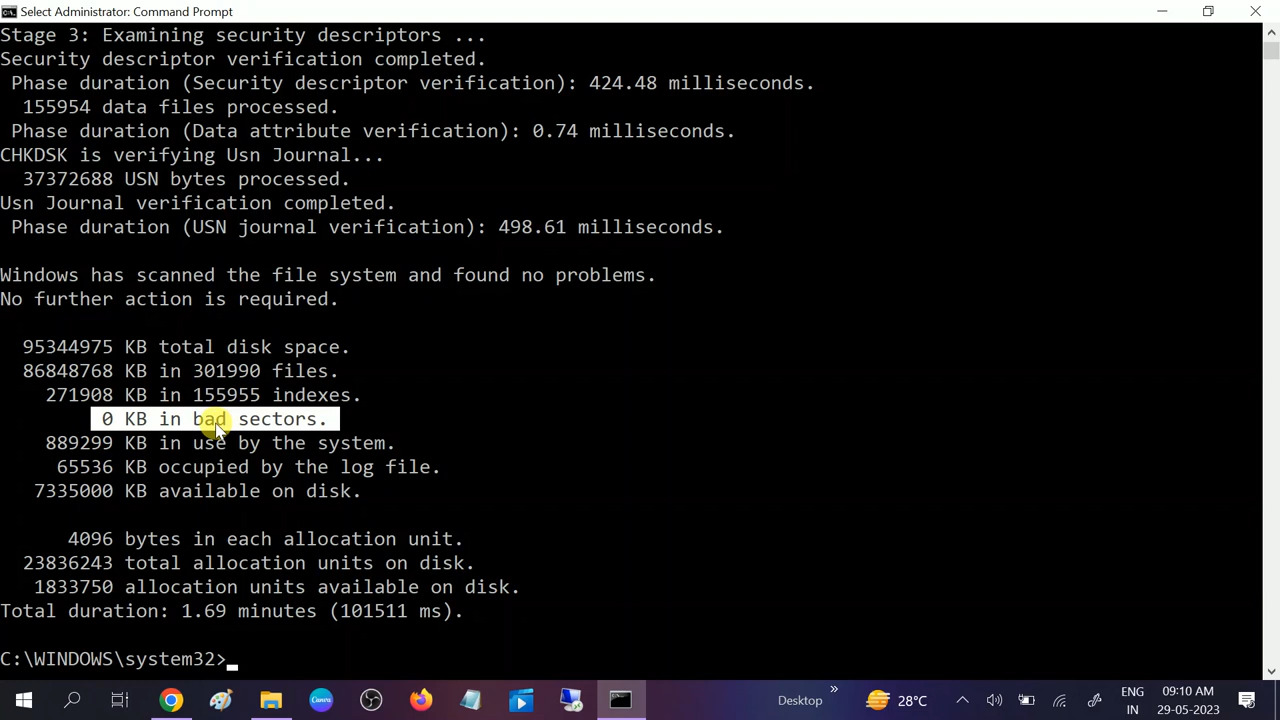 Select Administrator: Command Prompt
Stage 3: Examining security descriptors ...
Security descriptor verification completed.
Phase duration (Security descriptor verification): 424.48 milliseconds.
155954 data files processed.
Phase duration (Data attribute verification): 0.74 milliseconds.
CHKDSK is verifying Usn Journal...
37372688 USN bytes processed.
Usn Journal verification completed.
Phase duration (USN journal verification): 498.61 milliseconds.
Windows has scanned the file system and found no problems.
No further action is required.
95344975 KB total disk space.
86848768 KB in 301990 files.
271908 KB in 155955 indexes.
0 KB in bad sectors.
889299 KB in use by the system.
65536 KB occupied by the log file.
7335000 KB available on disk.
4096 bytes in each allocation unit.
23836243 total allocation units on disk.
1833750 allocation units available on disk.
Total duration: 1.69 minutes (101511 ms).
C:\WINDOWS\system32>
Canva
Desktop
»
28°C
ENG
IN
09:10 AM
29-05-2023